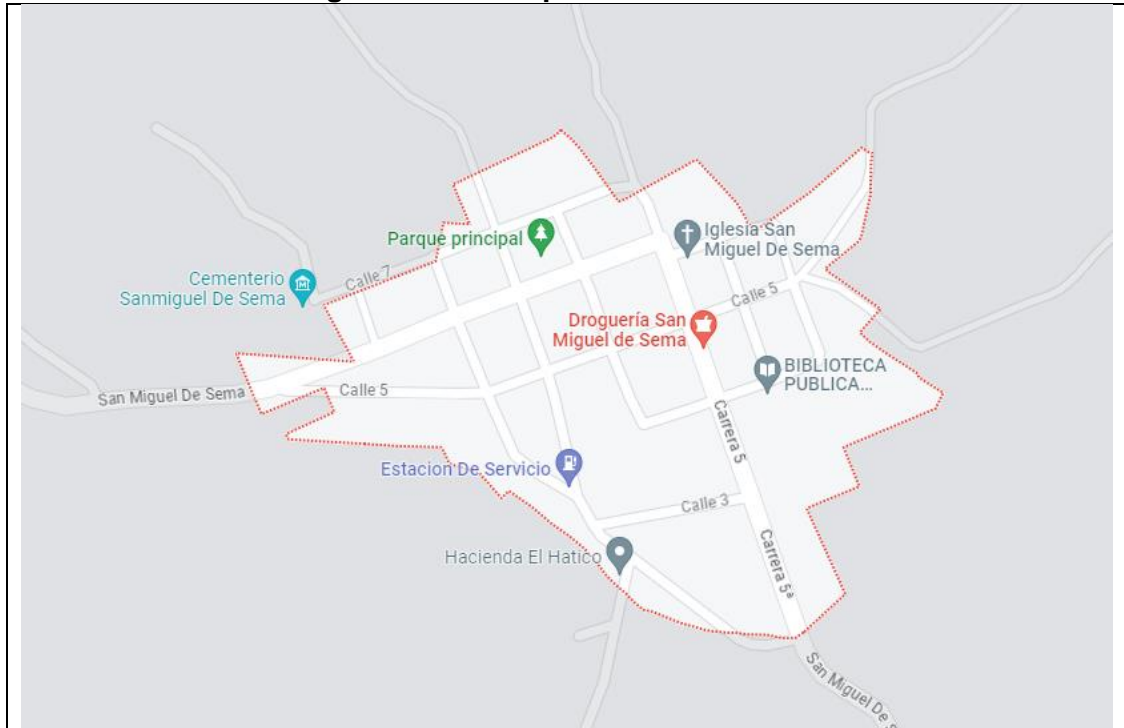 Parque principal
Iglesia San
Miguel De Sema
Calle 7
Cementerio
Sanmiguel De Sema
Calle 5
Droguería San
Miguel de Sema
BIBLIOTECA
PUBLICA...
San Miguel De Sema
Calle 5
Carrera 5
Estacion De Servicio
Calle 3
Hacienda El Hatico
Carrera 5ª
San Miguel De S